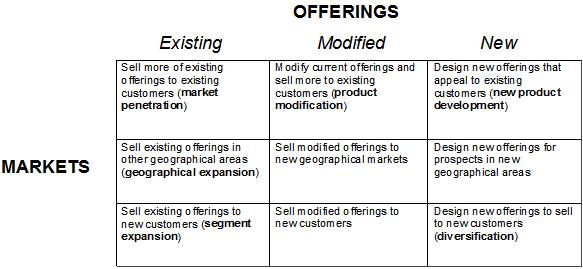 OFFERINGS
Existing Modified New
Sell more of existing
offerings to existing
customers (market
penetration)
Modify current offerings and
sell more to existing
customers (product
modification)
Design new offerings that
appeal to existing
customers (new product
development)
MARKETS
Sell existing offerings in
other geographical areas
(geographical expansion)
Sell modified offerings to
new geographical markets
Design new offerings for
prospects in new
geographical areas
Sell existing offerings to
new customers (segment
expansion)
Sell modified offerings to
new customers
Design new offerings to sell
to new customers
(diversification)